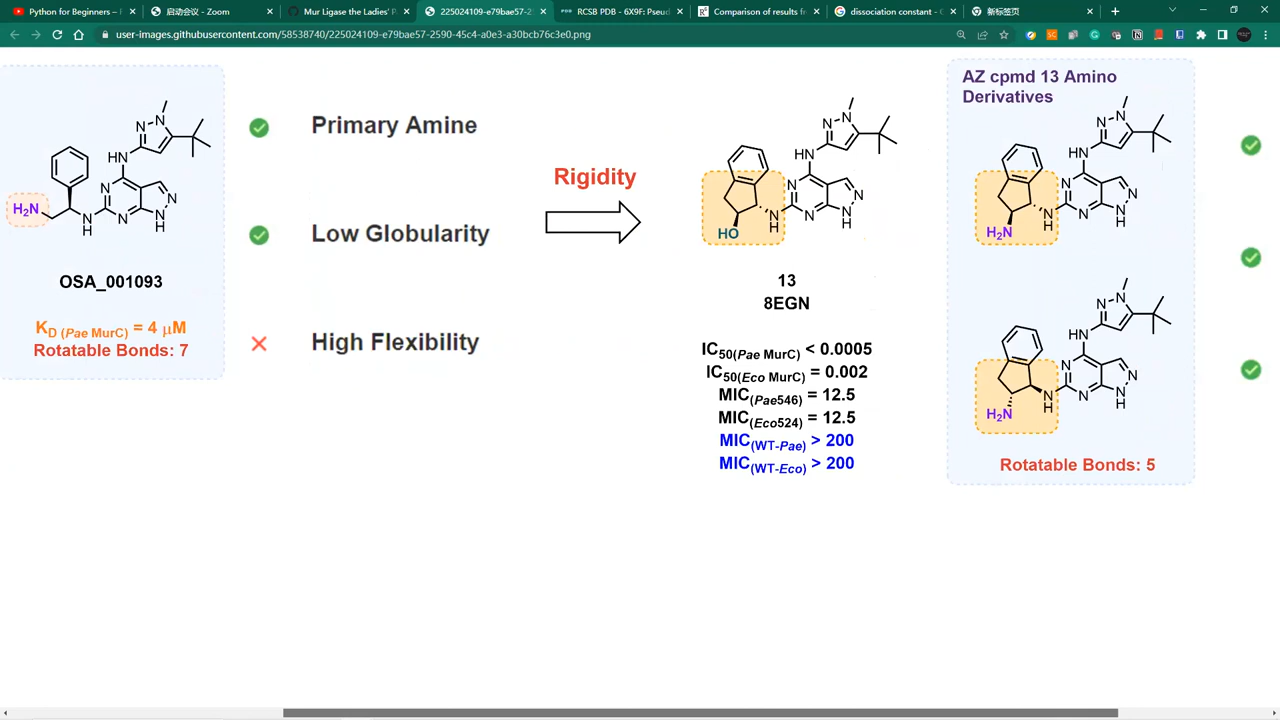 Python for Beginners – F
启动会议 - Zoom
Mur Ligase the Ladies' P
225024109-e79bae57-2
RCSB PDB - 6X9F: Pseud
Comparison of results fr
dissociation constant - G
新标签页
user-images.githubusercontent.com/58538740/225024109-e79bae57-2590-45c4-a0e3-a30bcb76c3e0.png
N
N
HN
N
N
N
N
H
N
H
H2N
OSA_001093
KD (Pae MurC) = 4 μM
Rotatable Bonds: 7
Primary Amine
Low Globularity
High Flexibility
Rigidity
N
N
HN
N
N
N
N
H
N
H
HO
13
8EGN
IC50(Pae MurC) < 0.0005
IC50(Eco MurC) = 0.002
MIC(Pae546) = 12.5
MIC(Eco524) = 12.5
MIC(WT-Pae) > 200
MIC(WT-Eco) > 200
AZ cpmd 13 Amino
Derivatives
N
N
HN
N
N
N
N
H
N
H
H2N
N
N
HN
N
N
N
N
H
N
H
H2N
Rotatable Bonds: 5